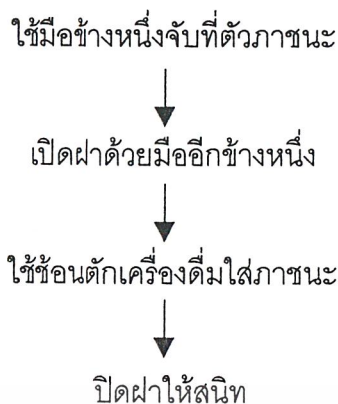 ใช้มือข้างหนึ่งจับที่ตัวภาชนะ
เปิดฝาด้วยมืออีกข้างหนึ่ง
ใช้ช้อนตักเครื่องดื่มใส่ภาชนะ
ปิดฝาให้สนิท